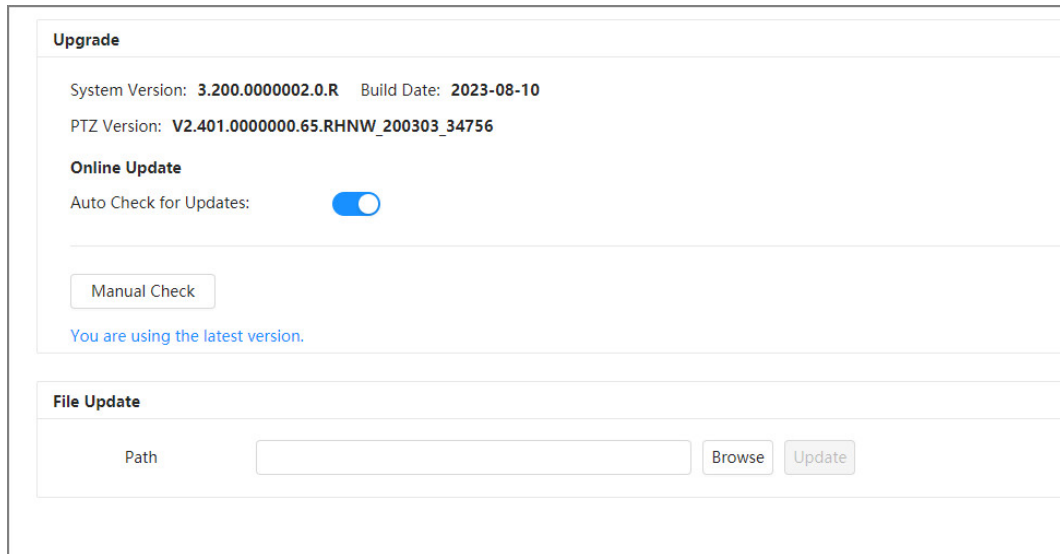 Upgrade
System Version: 3.200.0000002.0.R Build Date: 2023-08-10
PTZ Version: V2.401.0000000.65.RHNW_200303_34756
Online Update
Auto Check for Updates:
Manual Check
You are using the latest version.
File Update
Path Browse Update